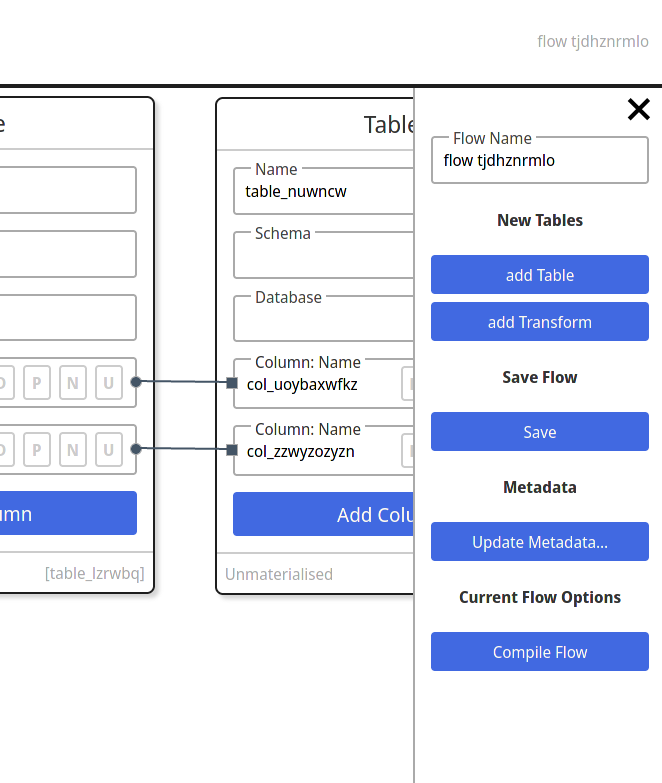 flow tjdhznrmlo
Table
Flow Name
flow tjdhznrmlo
Name
table_nuwncw
New Tables
Schema
add Table
Database
add Transform
Column: Name
P N U
col_uoybaxwfkz
Save Flow
Column: Name
P N U
col_zzwyzozyzn
Save
Metadata
Add Colu
Update Metadata...
[table_lzrwbq]
Unmaterialised
Current Flow Options
Compile Flow